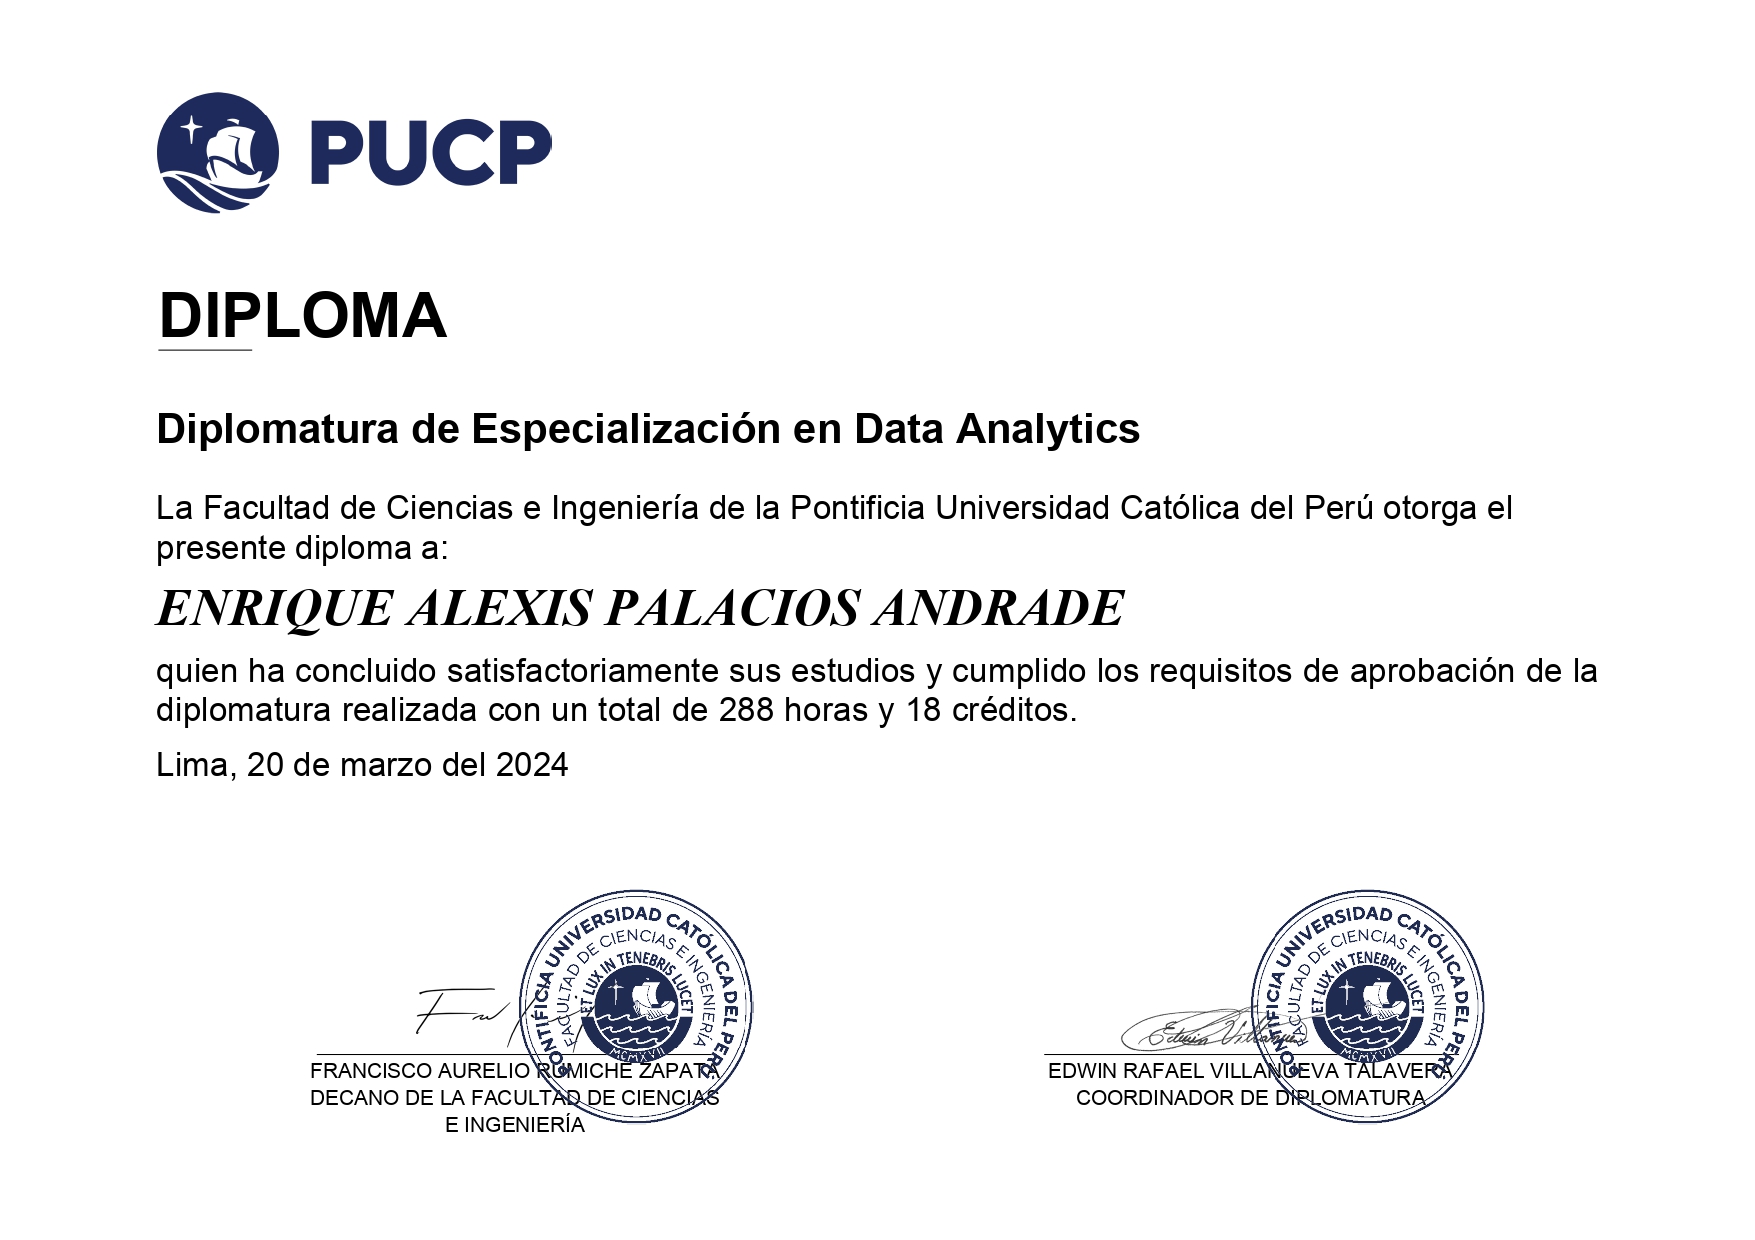 PUCP
DIPLOMA
Diplomatura de Especialización en Data Analytics
La Facultad de Ciencias e Ingeniería de la Pontificia Universidad Católica del Perú otorga el
presente diploma a:
ENRIQUE ALEXIS PALACIOS ANDRADE
quien ha concluido satisfactoriamente sus estudios y cumplido los requisitos de aprobación de la
diplomatura realizada con un total de 288 horas y 18 créditos.
Lima, 20 de marzo del 2024
PONTIFICIA UNIVERSIDAD CATÓLICA DEL PERÚ
FACULTAD DE CIENCIAS E INGENIERÍA
ET LUX IN TENEBRIS LUCET
MCMXVII
FRANCISCO AURELIO RUMICHE ZAPATA
DECANO DE LA FACULTAD DE CIENCIAS
E INGENIERÍA
PONTIFICIA UNIVERSIDAD CATÓLICA DEL PERÚ
FACULTAD DE CIENCIAS E INGENIERÍA
ET LUX IN TENEBRIS LUCET
MCMXVII
Edwin Villanueva
EDWIN RAFAEL VILLANUEVA TALAVERA
COORDINADOR DE DIPLOMATURA